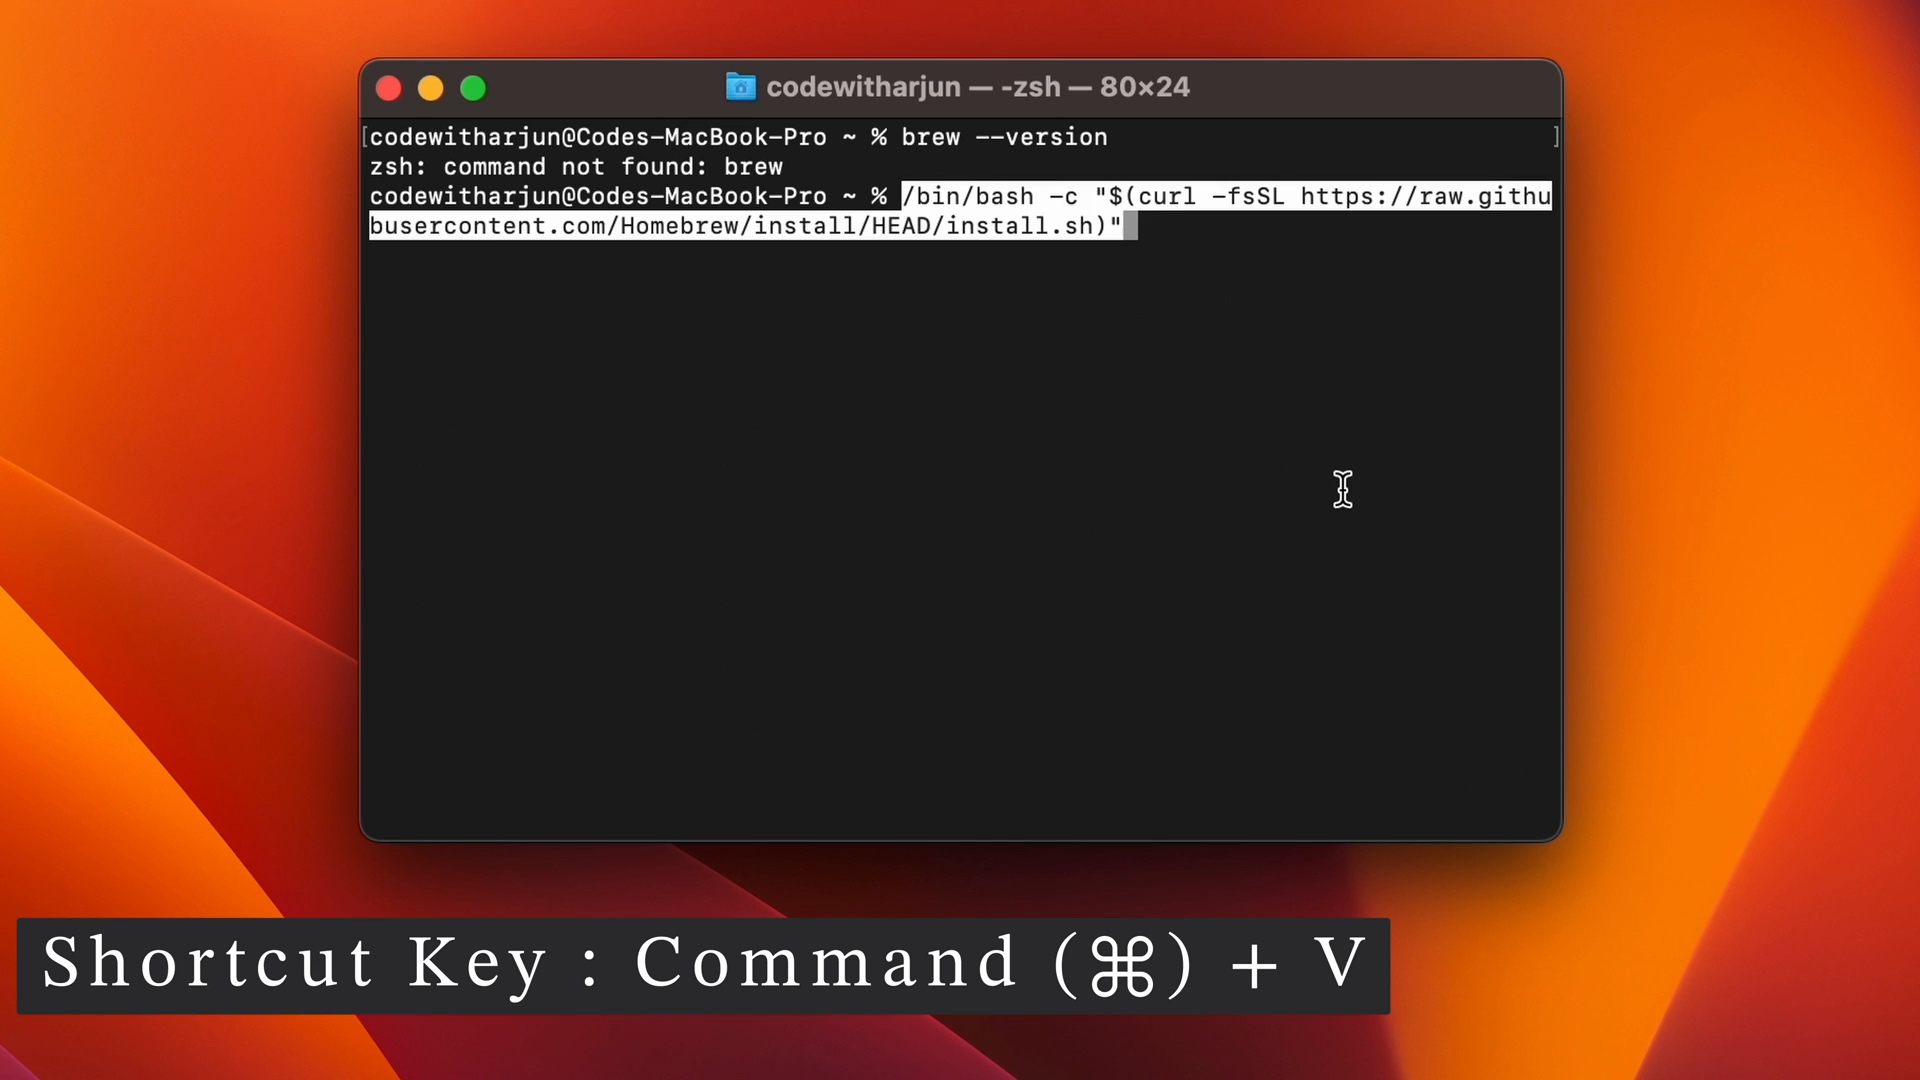 codewitharjun — -zsh — 80×24
[codewitharjun@Codes-MacBook-Pro ~ % brew --version ]
zsh: command not found: brew
codewitharjun@Codes-MacBook-Pro ~ % /bin/bash -c "$(curl -fsSL https://raw.githu
busercontent.com/Homebrew/install/HEAD/install.sh)"
Shortcut Key : Command (⌘) + V